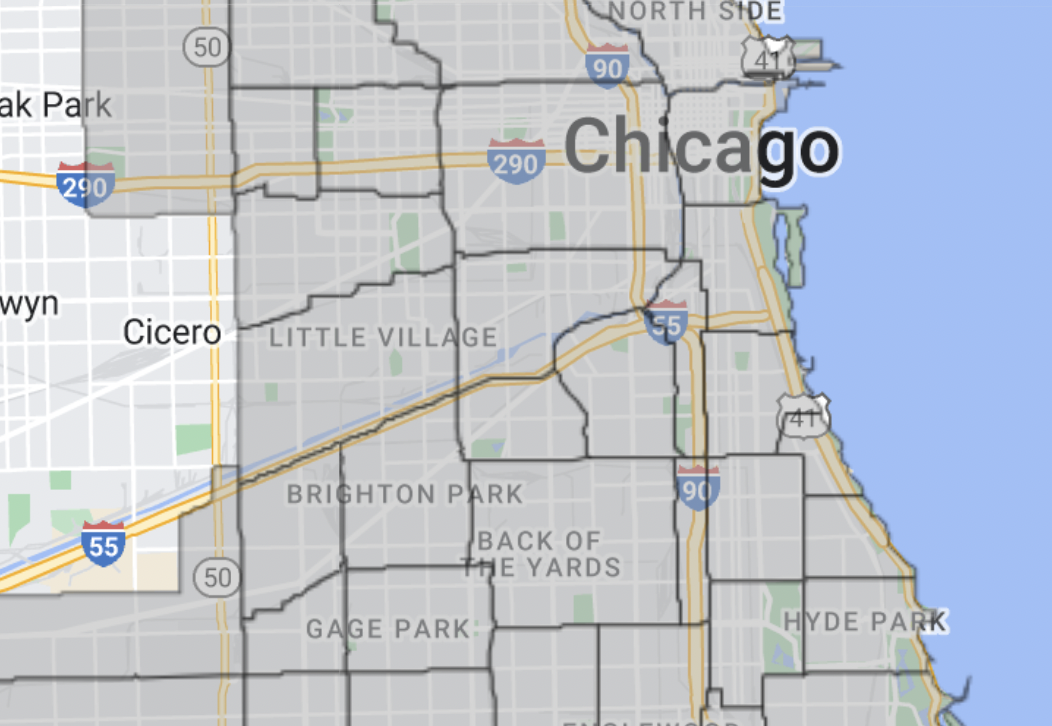 NORTH SIDE
50
41
90
ak Park
Chicago
290
290
wyn
Cicero
LITTLE VILLAGE
55
41
BRIGHTON PARK
90
BACK OF
THE YARDS
55
50
GAGE PARK
HYDE PARK
ENGLEWOOD